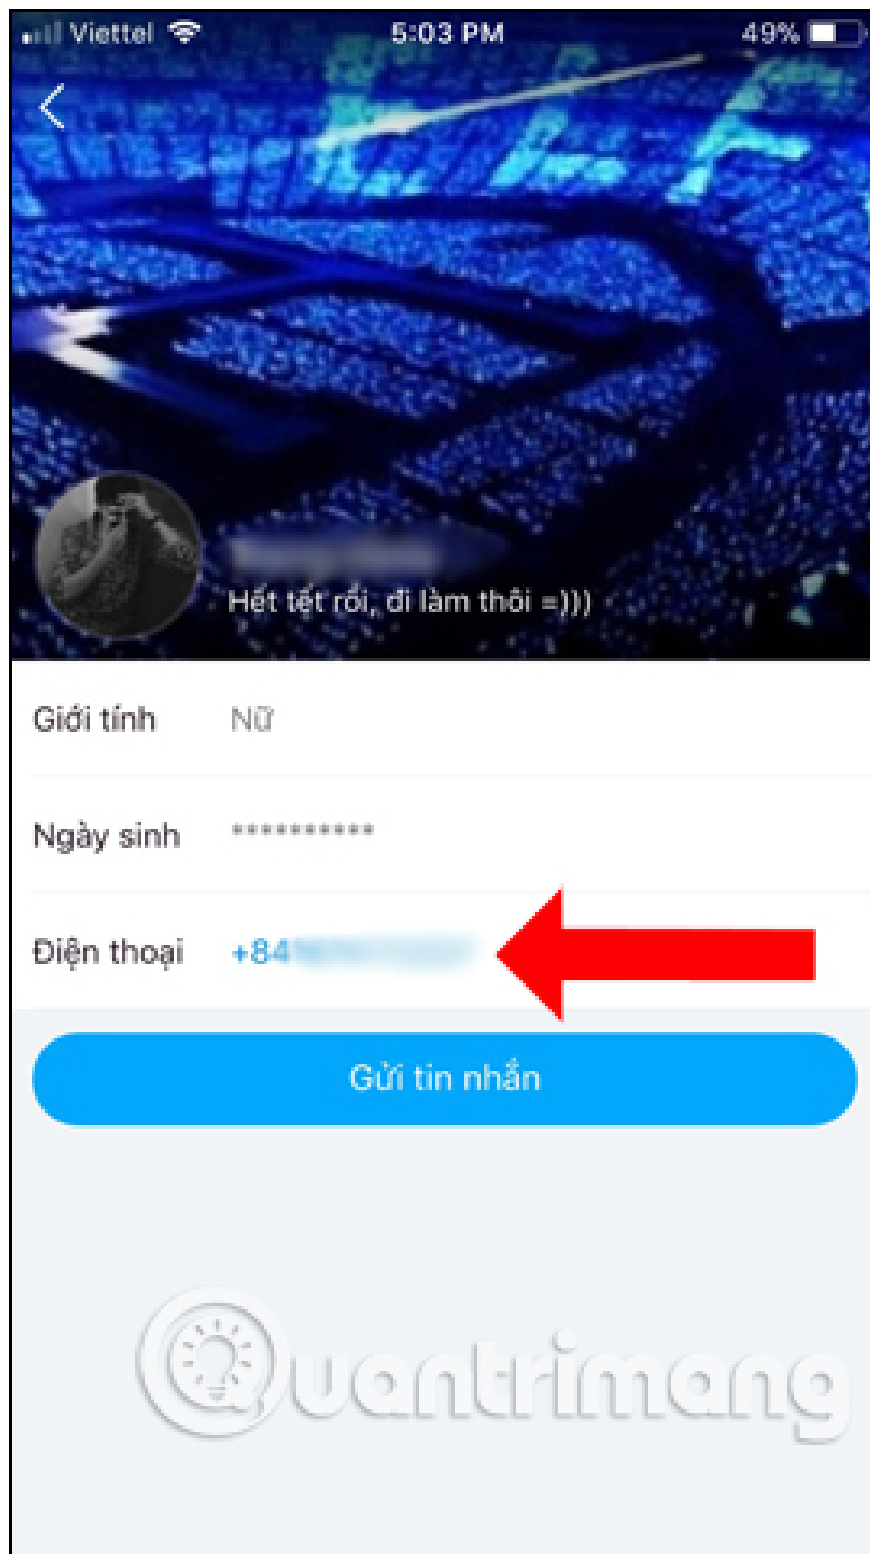 Viettel 5:03 PM 49%
Hết tết rồi, đi làm thôi =)))
Giới tính Nữ
Ngày sinh **********
Điện thoại +84
Gửi tin nhắn
Quantrimang